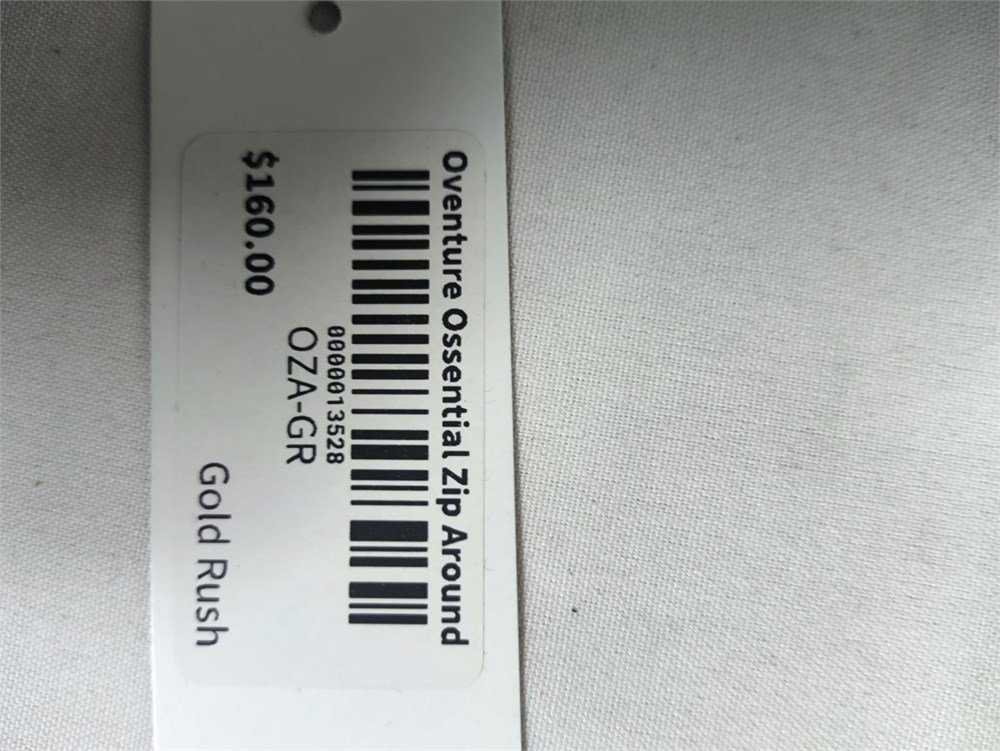 Oventure Ossential Zip Around
0000013528
OZA-GR
$160.00
Gold Rush